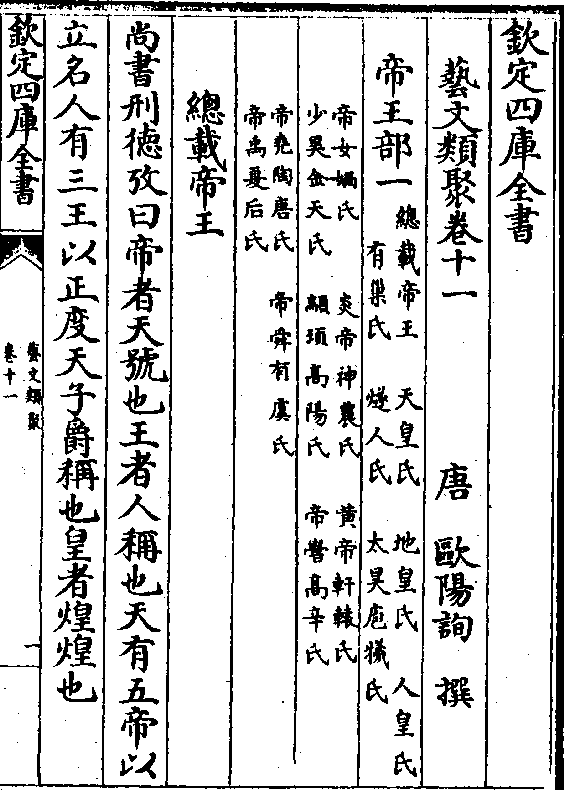 欽定四庫全書
藝文類聚卷十一
唐 歐陽詢 撰
帝王部一
總載帝王 天皇氏 地皇氏 人皇氏
有巢氏 燧人氏 太昊庖犧氏
帝女媧氏 炎帝神農氏 黃帝軒轅氏
少昊金天氏 顓頊高陽氏 帝嚳高辛氏
帝堯陶唐氏 帝舜有虞氏
帝禹夏后氏
總載帝王
尚書刑德攷曰帝者天號也王者人稱也天有五帝以
立名人有三王以正度天子爵稱也皇者煌煌也
欽定四庫全書
藝文類聚
卷十一
一